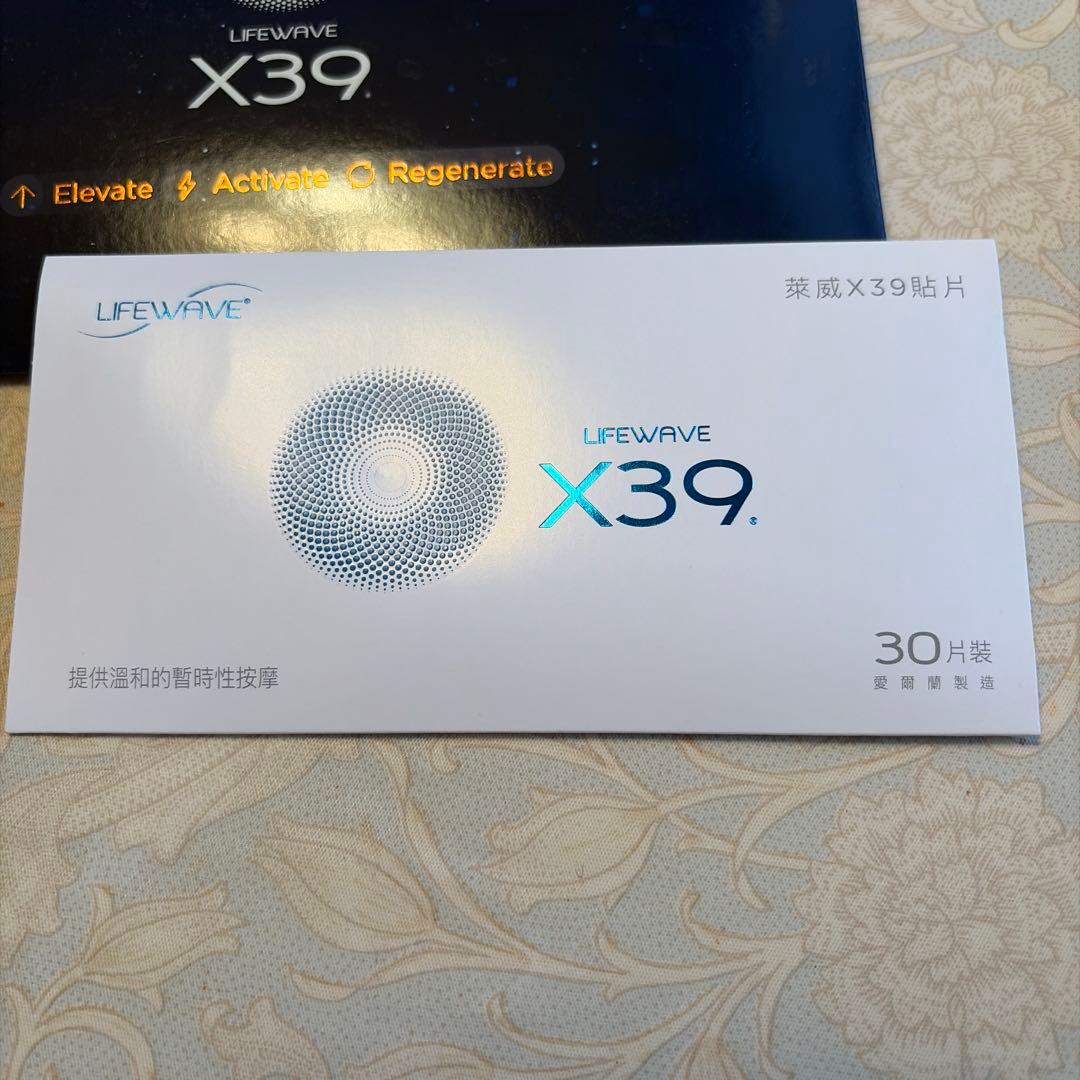 LIFEWAVE
X39
Elevate Activate Regenerate
LIFEWAVE®
萊威X39貼片
LIFEWAVE
X39®
30片裝
愛爾蘭製造
提供溫和的暫時性按摩